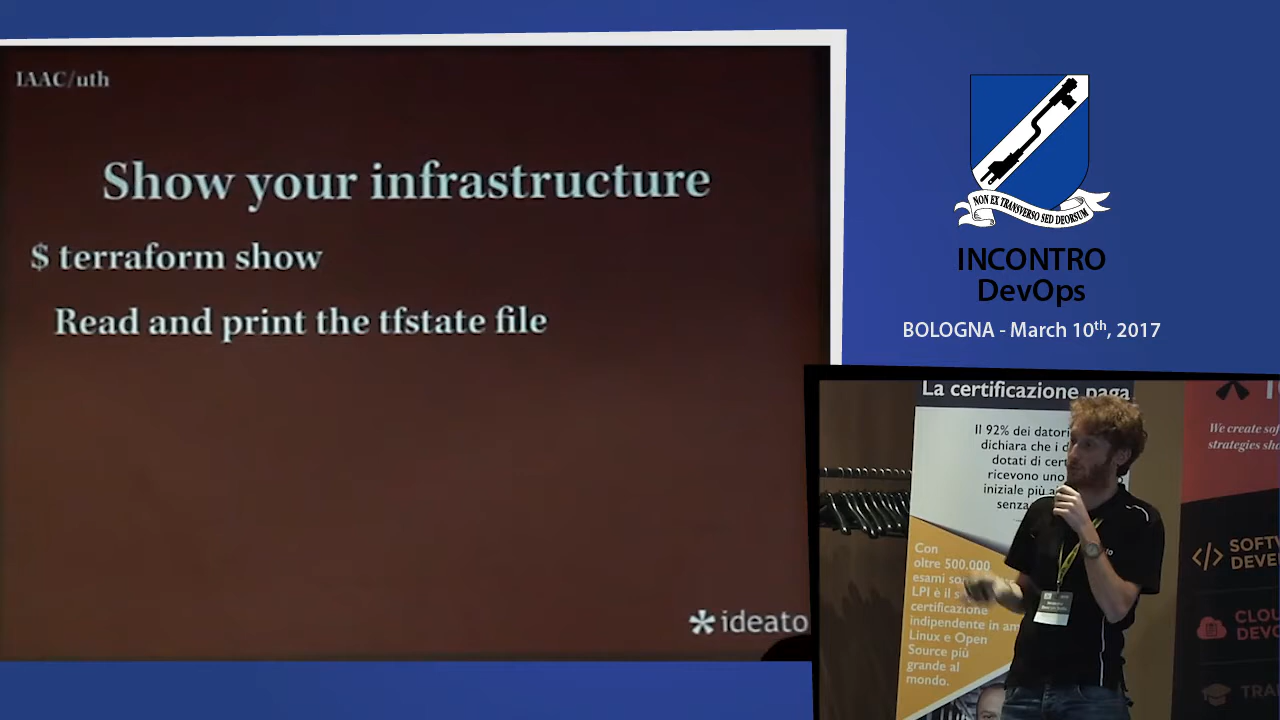 IAAC/uth
Show your infrastructure
$ terraform show
Read and print the tfstate file
ideato
NON EX TRANSVERSO SED DEORSUM
INCONTRO
DevOps
BOLOGNA - March 10th, 2017
La certificazione paga
Il 92% dei datori
dichiara che i d
dotati di cert
ricevono uno
iniziale più
senza
Con
oltre 500.000
esami
LPI è il
certificazione
indipendente in
Linux e Open
Source più
grande al
mondo.
We create sof
strategies sha
</> SOFTW
DEVE
CLOU
DEVO
TRA